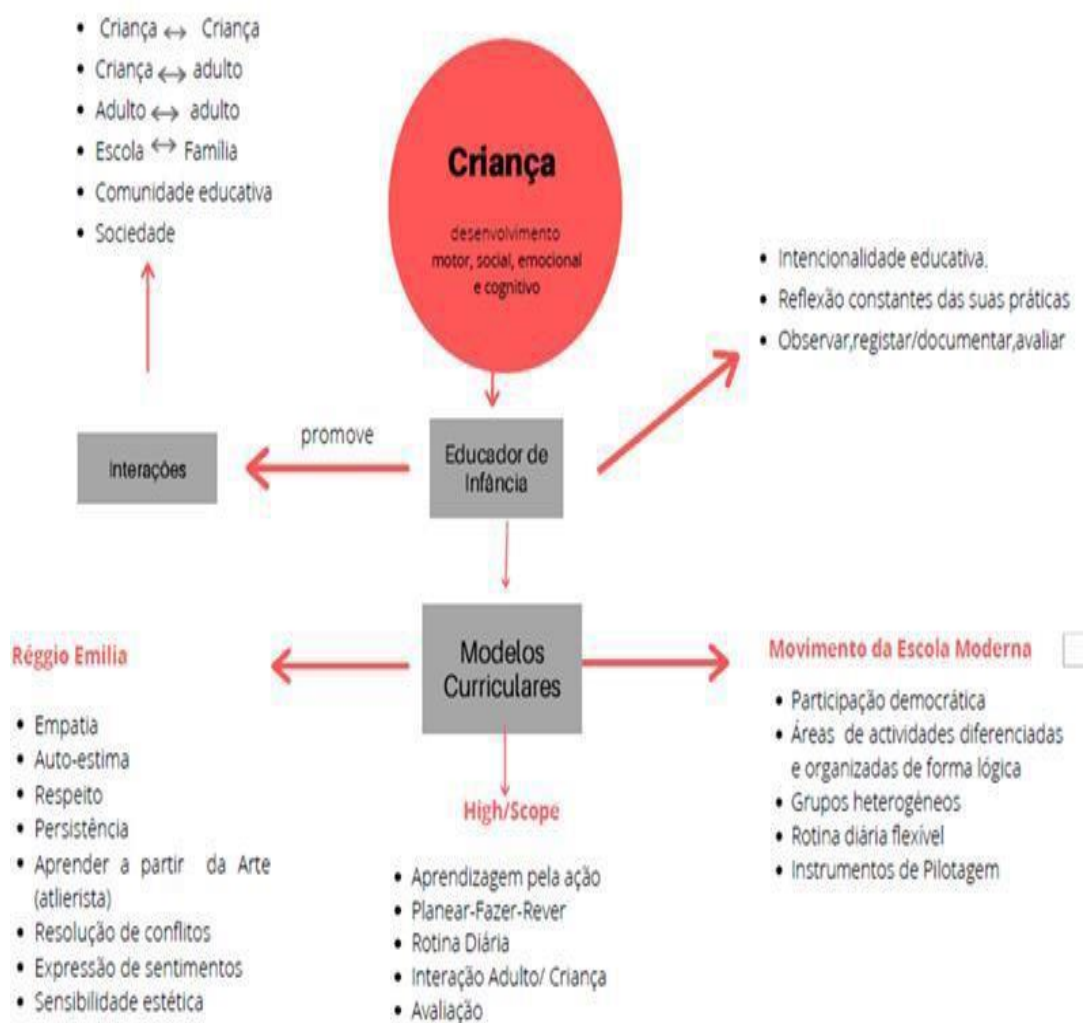 Criança ↔ Criança
Criança ↔ adulto
Adulto ↔ adulto
Escola ↔ Família
Comunidade educativa
Sociedade
Criança
desenvolvimento
motor, social, emocional
e cognitivo
Intencionalidade educativa.
Reflexão constantes das suas práticas
Observar,registar/documentar,avaliar
promove
Interações
Educador de
Infância
Modelos
Curriculares
Réggio Emilia
Empatia
Auto-estima
Respeito
Persistência
Aprender a partir da Arte
(atlierista)
Resolução de conflitos
Expressão de sentimentos
Sensibilidade estética
High/Scope
Aprendizagem pela ação
Planear-Fazer-Rever
Rotina Diária
Interação Adulto/ Criança
Avaliação
Movimento da Escola Moderna
Participação democrática
Áreas de actividades diferenciadas
e organizadas de forma lógica
Grupos heterogéneos
Rotina diária flexível
Instrumentos de Pilotagem